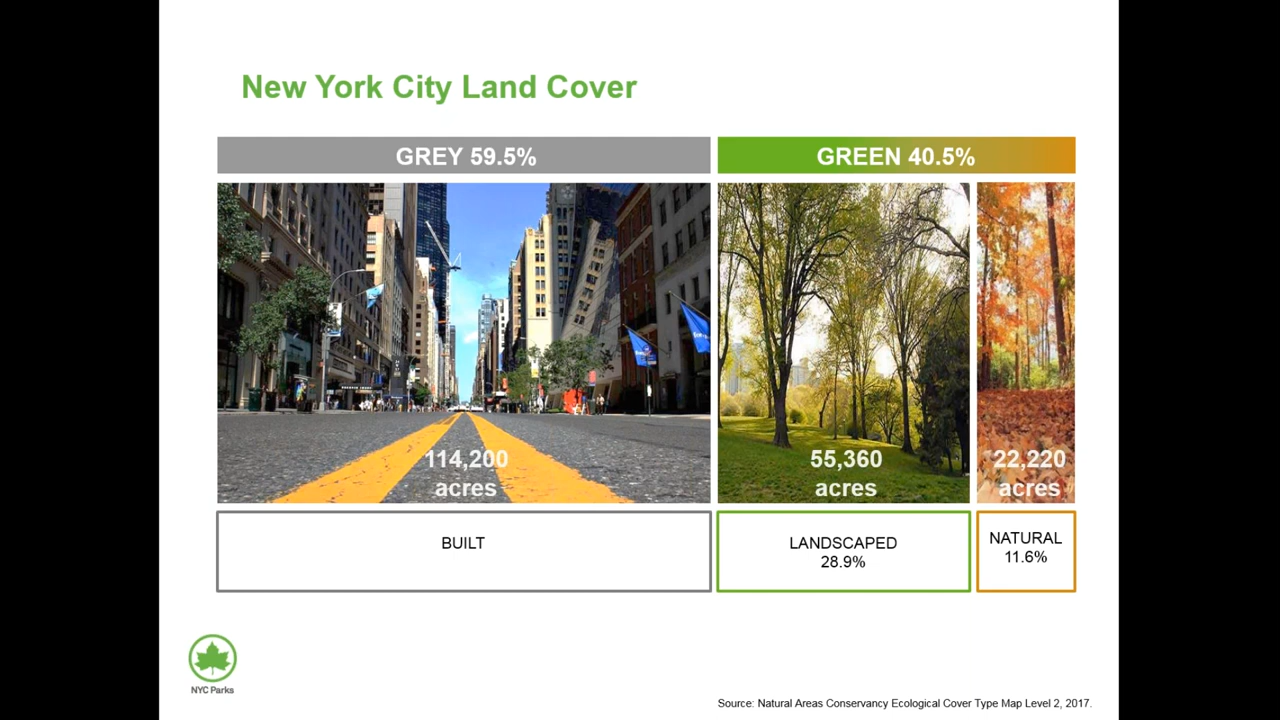 New York City Land Cover
GREY 59.5%
GREEN 40.5%
114,200
acres
55,360
acres
22,220
acres
BUILT
LANDSCAPED
28.9%
NATURAL
11.6%
NYC Parks
Source: Natural Areas Conservancy Ecological Cover Type Map Level 2, 2017.